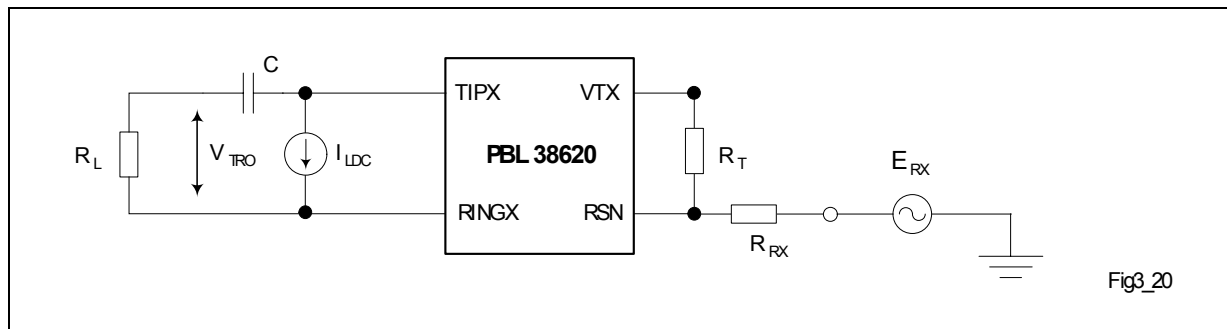 C
TIPX VTX
R L
V TRO
I LDC
PBL 38620
R T
E RX
RINGX RSN
R RX
Fig3_20